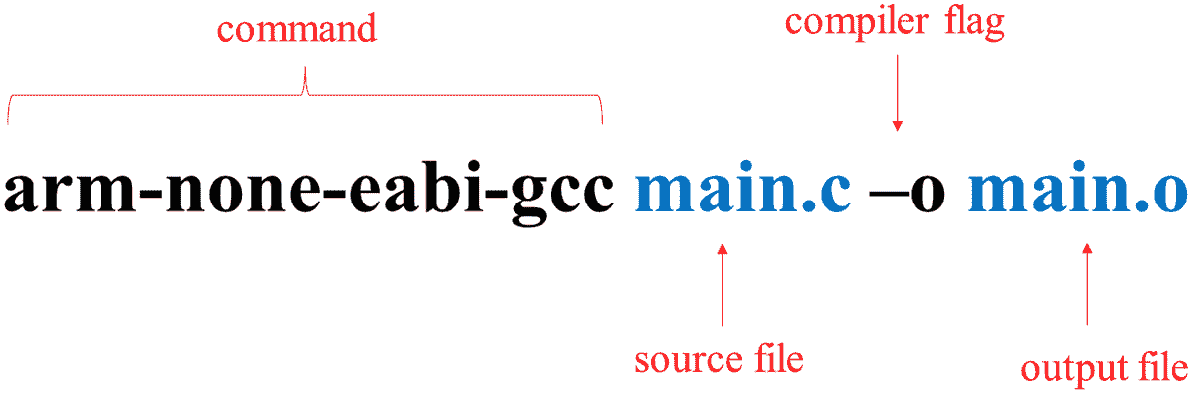 command
compiler flag
arm-none-eabi-gcc main.c –o main.o
source file
output file